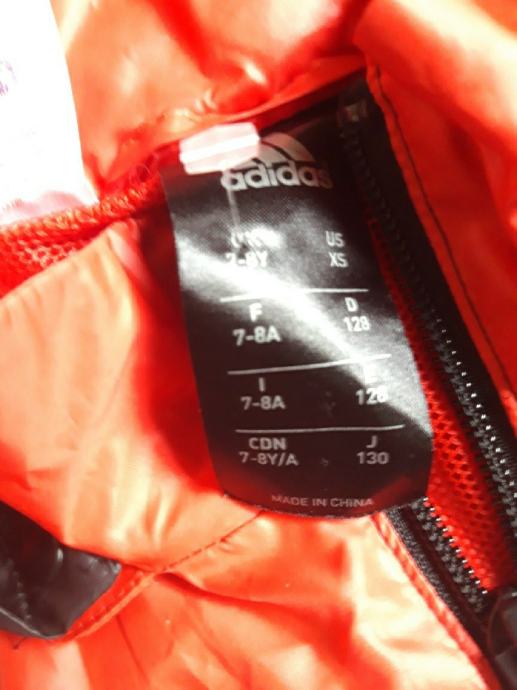 adidas
US
7-8Y XS
F D
7-8A 128
I
7-8A 128
CDN J
7-8Y/A 130
MADE IN CHINA